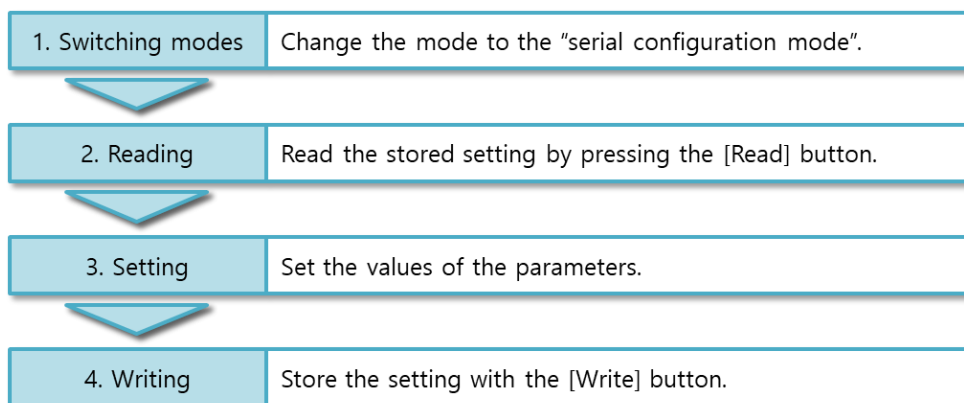 1. Switching modes Change the mode to the “serial configuration mode”.
2. Reading Read the stored setting by pressing the [Read] button.
3. Setting Set the values of the parameters.
4. Writing Store the setting with the [Write] button.